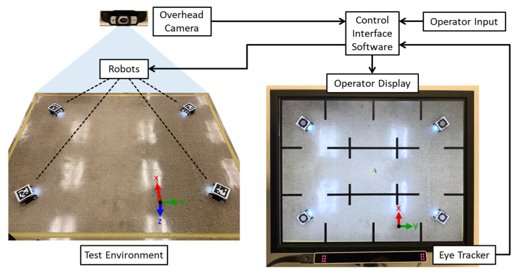 Overhead
Camera
Control
Interface
Software
Operator Input
Robots
Operator Display
x
y
z
x
y
Test Environment
Eye Tracker